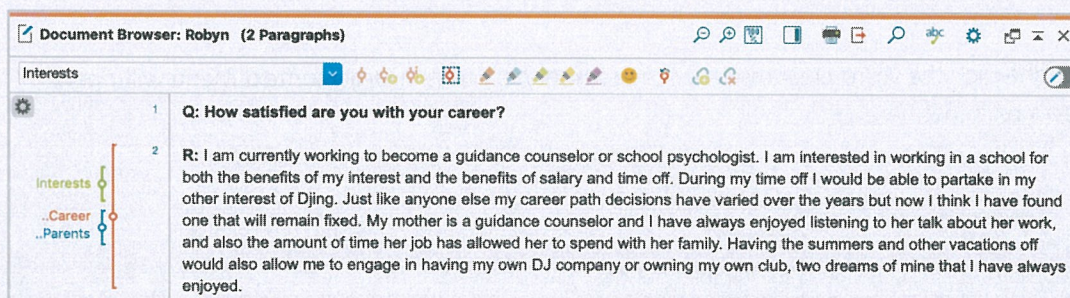 Document Browser: Robyn (2 Paragraphs)
Interests
1 Q: How satisfied are you with your career?
2 R: I am currently working to become a guidance counselor or school psychologist. I am interested in working in a school for
both the benefits of my interest and the benefits of salary and time off. During my time off I would be able to partake in my
Interests
other interest of Djing. Just like anyone else my career path decisions have varied over the years but now I think I have found
..Career
one that will remain fixed. My mother is a guidance counselor and I have always enjoyed listening to her talk about her work,
..Parents
and also the amount of time her job has allowed her to spend with her family. Having the summers and other vacations off
would also allow me to engage in having my own DJ company or owning my own club, two dreams of mine that I have always
enjoyed.